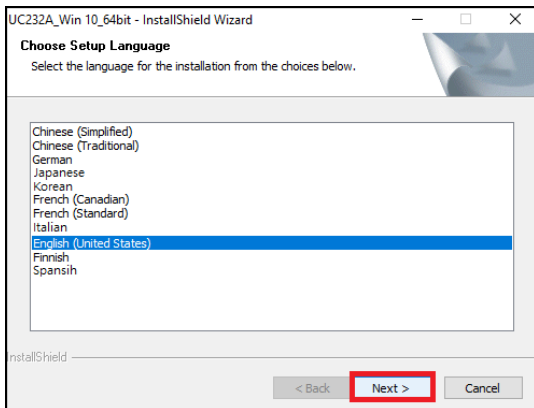 UC232A_Win 10_64bit - InstallShield Wizard
Choose Setup Language
Select the language for the installation from the choices below.
Chinese (Simplified)
Chinese (Traditional)
German
Japanese
Korean
French (Canadian)
French (Standard)
Italian
English (United States)
Finnish
Spansih
InstallShield
< Back Next > Cancel